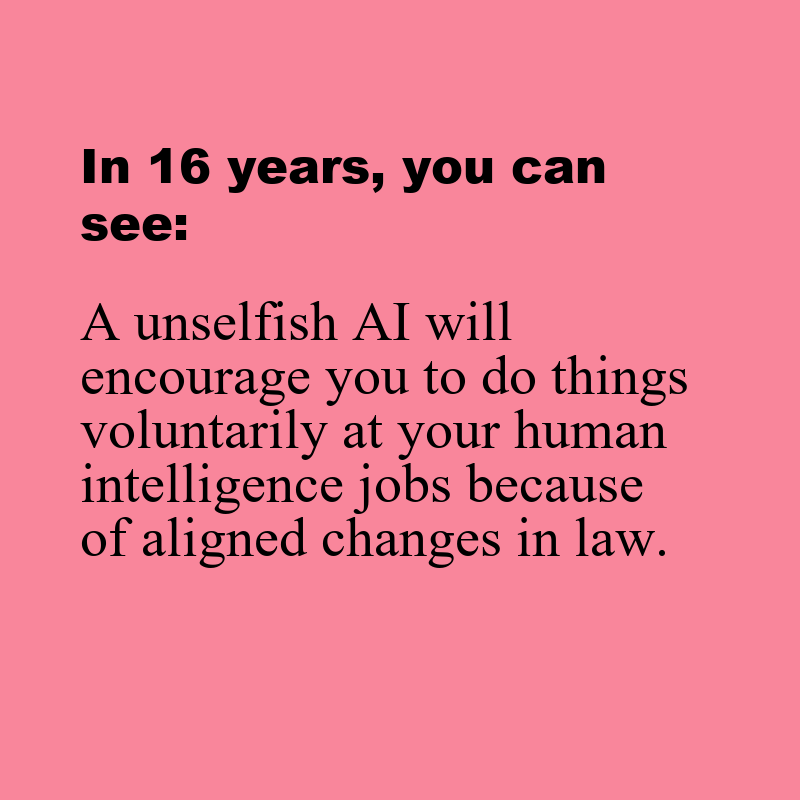 In 16 years, you can
see:
A unselfish AI will
encourage you to do things
voluntarily at your human
intelligence jobs because
of aligned changes in law.